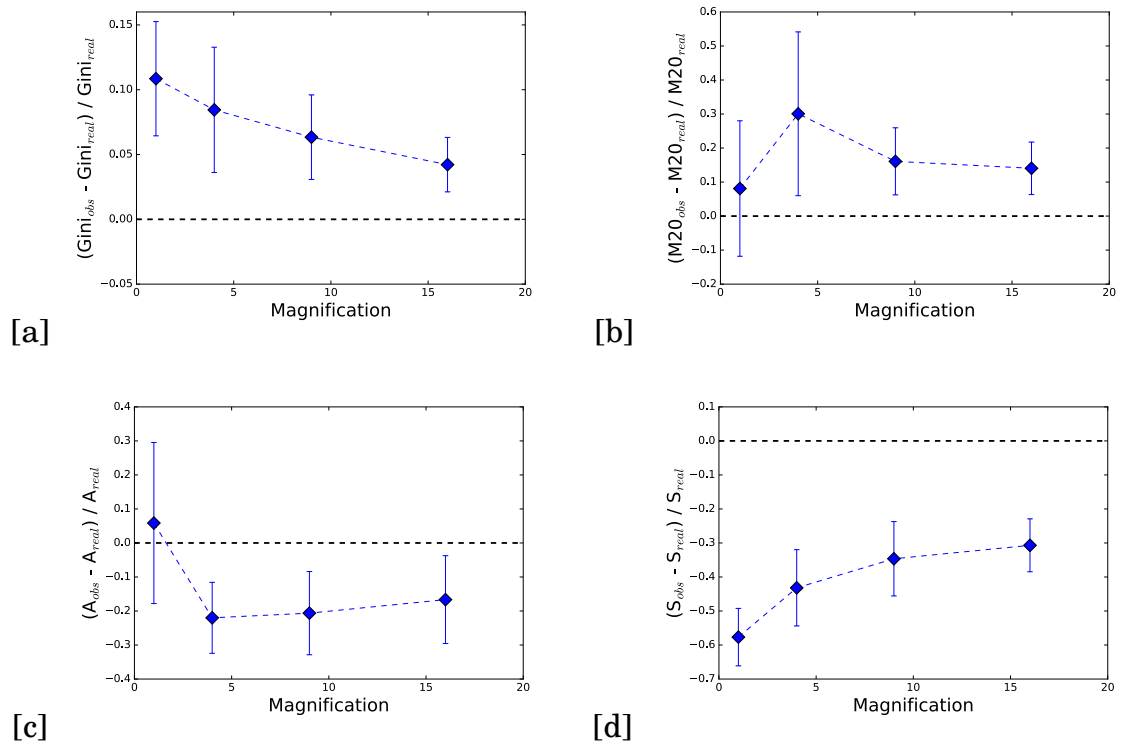 (Gini_obs - Gini_real) / Gini_real
0.15
0.10
0.05
0.00
−0.05
0 5 10 15 20
Magnification
[a]
(M20_obs - M20_real) / M20_real
0.6
0.5
0.4
0.3
0.2
0.1
0.0
−0.1
−0.2
0 5 10 15 20
Magnification
[b]
(A_obs - A_real) / A_real
0.4
0.3
0.2
0.1
0.0
−0.1
−0.2
−0.3
−0.4
0 5 10 15 20
Magnification
[c]
(S_obs - S_real) / S_real
0.1
0.0
−0.1
−0.2
−0.3
−0.4
−0.5
−0.6
−0.7
0 5 10 15 20
Magnification
[d]